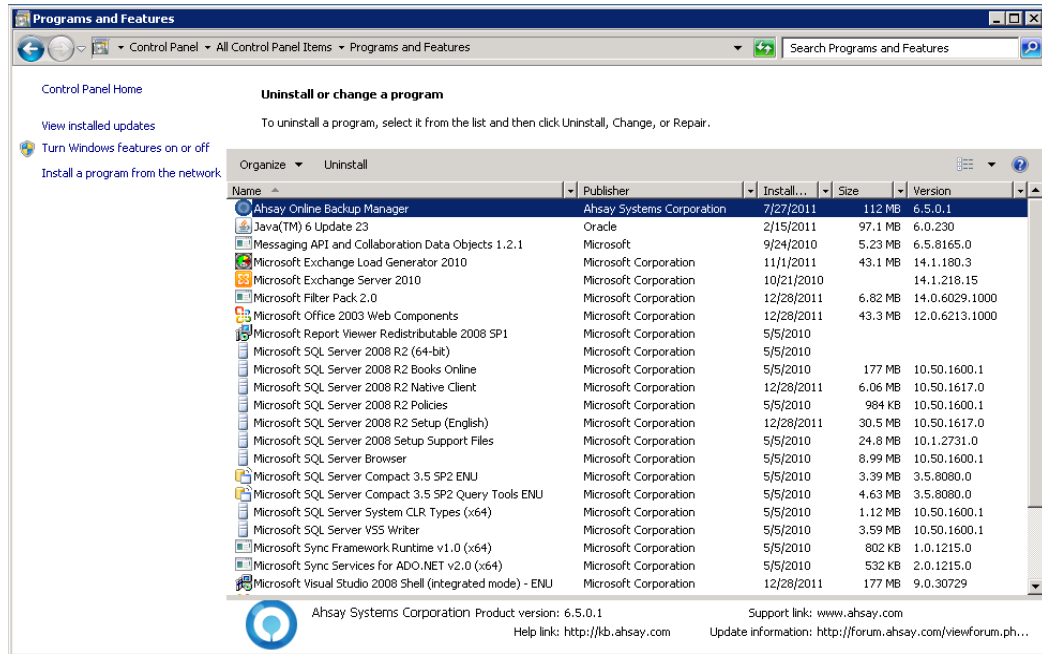 Programs and Features
Control Panel All Control Panel Items Programs and Features Search Programs and Features
Control Panel Home
View installed updates
Turn Windows features on or off
Install a program from the network
Uninstall or change a program
To uninstall a program, select it from the list and then click Uninstall, Change, or Repair.
Organize Uninstall
Name Publisher Install... Size Version
Ahsay Online Backup Manager Ahsay Systems Corporation 7/27/2011 112 MB 6.5.0.1
Java(TM) 6 Update 23 Oracle 2/15/2011 97.1 MB 6.0.230
Messaging API and Collaboration Data Objects 1.2.1 Microsoft 9/24/2010 5.23 MB 6.5.8165.0
Microsoft Exchange Load Generator 2010 Microsoft Corporation 11/1/2011 43.1 MB 14.1.180.3
Microsoft Exchange Server 2010 Microsoft Corporation 10/21/2010 14.1.218.15
Microsoft Filter Pack 2.0 Microsoft Corporation 12/28/2011 6.82 MB 14.0.6029.1000
Microsoft Office 2003 Web Components Microsoft Corporation 12/28/2011 43.3 MB 12.0.6213.1000
Microsoft Report Viewer Redistributable 2008 SP1 Microsoft Corporation 5/5/2010
Microsoft SQL Server 2008 R2 (64-bit) Microsoft Corporation 5/5/2010
Microsoft SQL Server 2008 R2 Books Online Microsoft Corporation 5/5/2010 177 MB 10.50.1600.1
Microsoft SQL Server 2008 R2 Native Client Microsoft Corporation 12/28/2011 6.06 MB 10.50.1617.0
Microsoft SQL Server 2008 R2 Policies Microsoft Corporation 5/5/2010 984 KB 10.50.1600.1
Microsoft SQL Server 2008 R2 Setup (English) Microsoft Corporation 12/28/2011 30.5 MB 10.50.1617.0
Microsoft SQL Server 2008 Setup Support Files Microsoft Corporation 5/5/2010 24.8 MB 10.1.2731.0
Microsoft SQL Server Browser Microsoft Corporation 5/5/2010 8.99 MB 10.50.1600.1
Microsoft SQL Server Compact 3.5 SP2 ENU Microsoft Corporation 5/5/2010 3.39 MB 3.5.8080.0
Microsoft SQL Server Compact 3.5 SP2 Query Tools ENU Microsoft Corporation 5/5/2010 4.63 MB 3.5.8080.0
Microsoft SQL Server System CLR Types (x64) Microsoft Corporation 5/5/2010 1.12 MB 10.50.1600.1
Microsoft SQL Server VSS Writer Microsoft Corporation 5/5/2010 3.59 MB 10.50.1600.1
Microsoft Sync Framework Runtime v1.0 (x64) Microsoft Corporation 5/5/2010 802 KB 1.0.1215.0
Microsoft Sync Services for ADO.NET v2.0 (x64) Microsoft Corporation 5/5/2010 532 KB 2.0.1215.0
Microsoft Visual Studio 2008 Shell (integrated mode) - ENU Microsoft Corporation 12/28/2011 177 MB 9.0.30729
Ahsay Systems Corporation Product version: 6.5.0.1 Support link: www.ahsay.com
Help link: http://kb.ahsay.com Update information: http://forum.ahsay.com/viewforum.ph...